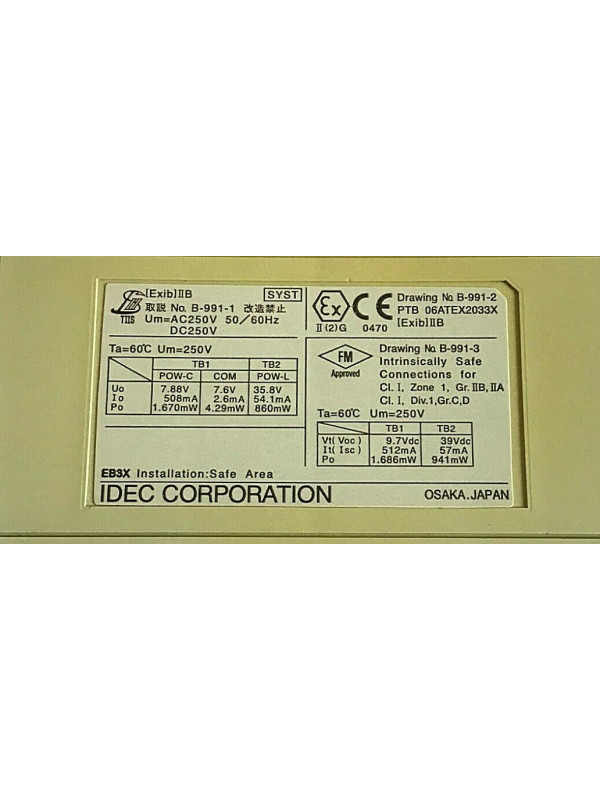 [Exib]ⅡB SYST
TIIS 取説 No. B-991-1 改造禁止
Um=AC250V 50/60Hz
DC250V
Ta=60℃ Um=250V
TB1 TB2
POW-C COM POW-L
Uo 7.88V 7.6V 35.8V
Io 508mA 2.6mA 54.1mA
Po 1.670mW 4.29mW 860mW
EB3X Installation:Safe Area
IDEC CORPORATION
εx CE
Ⅱ(2)G 0470
Drawing No. B-991-2
PTB 06ATEX2033X
[Exib]ⅡB
FM
Approved
Drawing No. B-991-3
Intrinsically Safe
Connections for
Cl. I, Zone 1, Gr.ⅡB,ⅡA
Cl. I, Div.1,Gr.C,D
Ta=60℃ Um=250V
TB1 TB2
Vt(Voc) 9.7Vdc 39Vdc
It(Isc) 512mA 57mA
Po 1.686mW 941mW
OSAKA.JAPAN